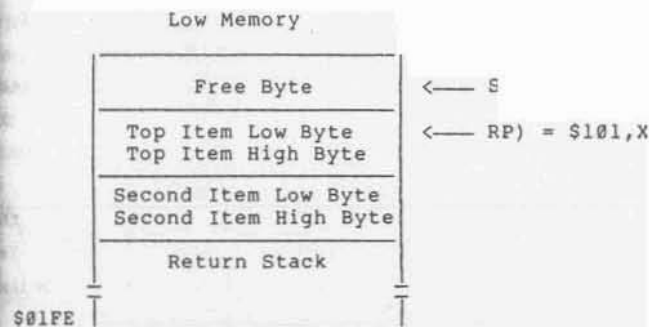 Low Memory
Free Byte <—— S
Top Item Low Byte <—— RP) = $101,X
Top Item High Byte
Second Item Low Byte
Second Item High Byte
Return Stack
$01FE